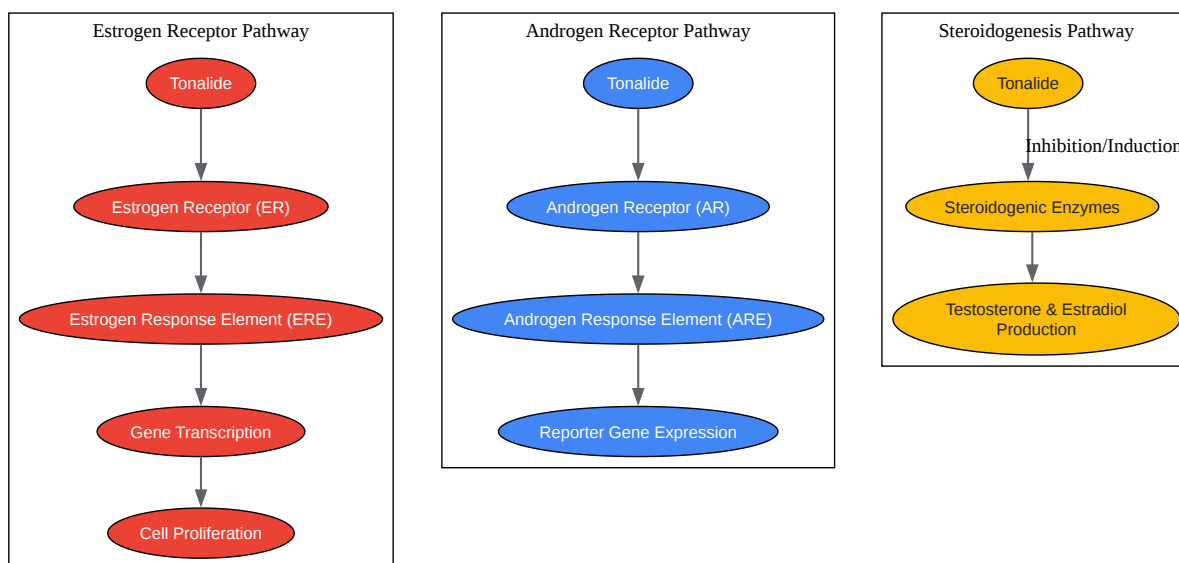 Estrogen Receptor Pathway
Tonalide
Estrogen Receptor (ER)
Estrogen Response Element (ERE)
Gene Transcription
Cell Proliferation
Androgen Receptor Pathway
Tonalide
Androgen Receptor (AR)
Androgen Response Element (ARE)
Reporter Gene Expression
Steroidogenesis Pathway
Tonalide
Inhibition/Induction
Steroidogenic Enzymes
Testosterone & Estradiol
Production